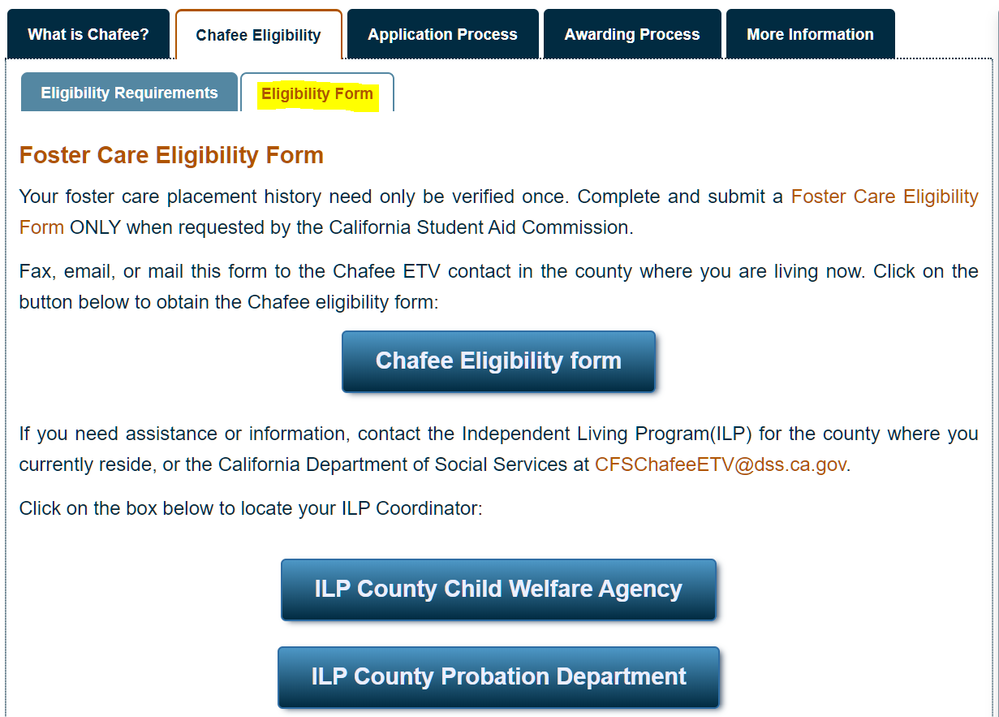 What is Chafee?
Chafee Eligibility
Application Process
Awarding Process
More Information
Eligibility Requirements
Eligibility Form
Foster Care Eligibility Form
Your foster care placement history need only be verified once. Complete and submit a Foster Care Eligibility
Form ONLY when requested by the California Student Aid Commission.
Fax, email, or mail this form to the Chafee ETV contact in the county where you are living now. Click on the
button below to obtain the Chafee eligibility form:
Chafee Eligibility form
If you need assistance or information, contact the Independent Living Program(ILP) for the county where you
currently reside, or the California Department of Social Services at CFSChafeeETV@dss.ca.gov.
Click on the box below to locate your ILP Coordinator:
ILP County Child Welfare Agency
ILP County Probation Department